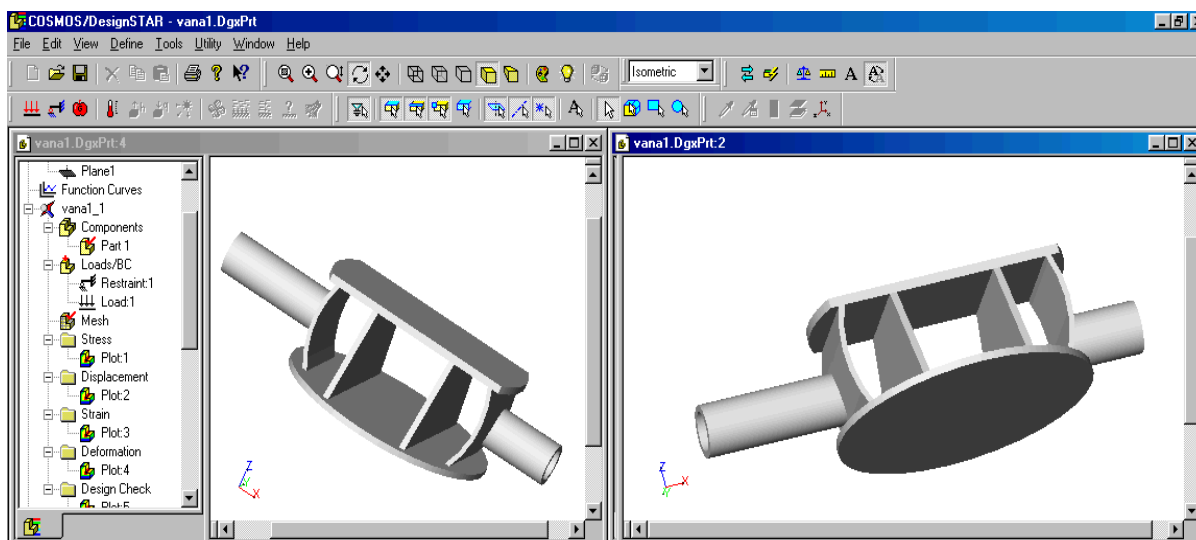 COSMOS/DesignSTAR - vana1.DgxPrt
File Edit View Define Tools Utility Window Help
Isometric
A
A
vana1.DgxPrt:4
vana1.DgxPrt:2
Plane1
Function Curves
vana1_1
Components
Part 1
Loads/BC
Restraint:1
Load:1
Mesh
Stress
Plot:1
Displacement
Plot:2
Strain
Plot:3
Deformation
Plot:4
Design Check
Plot:5
Z
Y
X
Z
Y
X